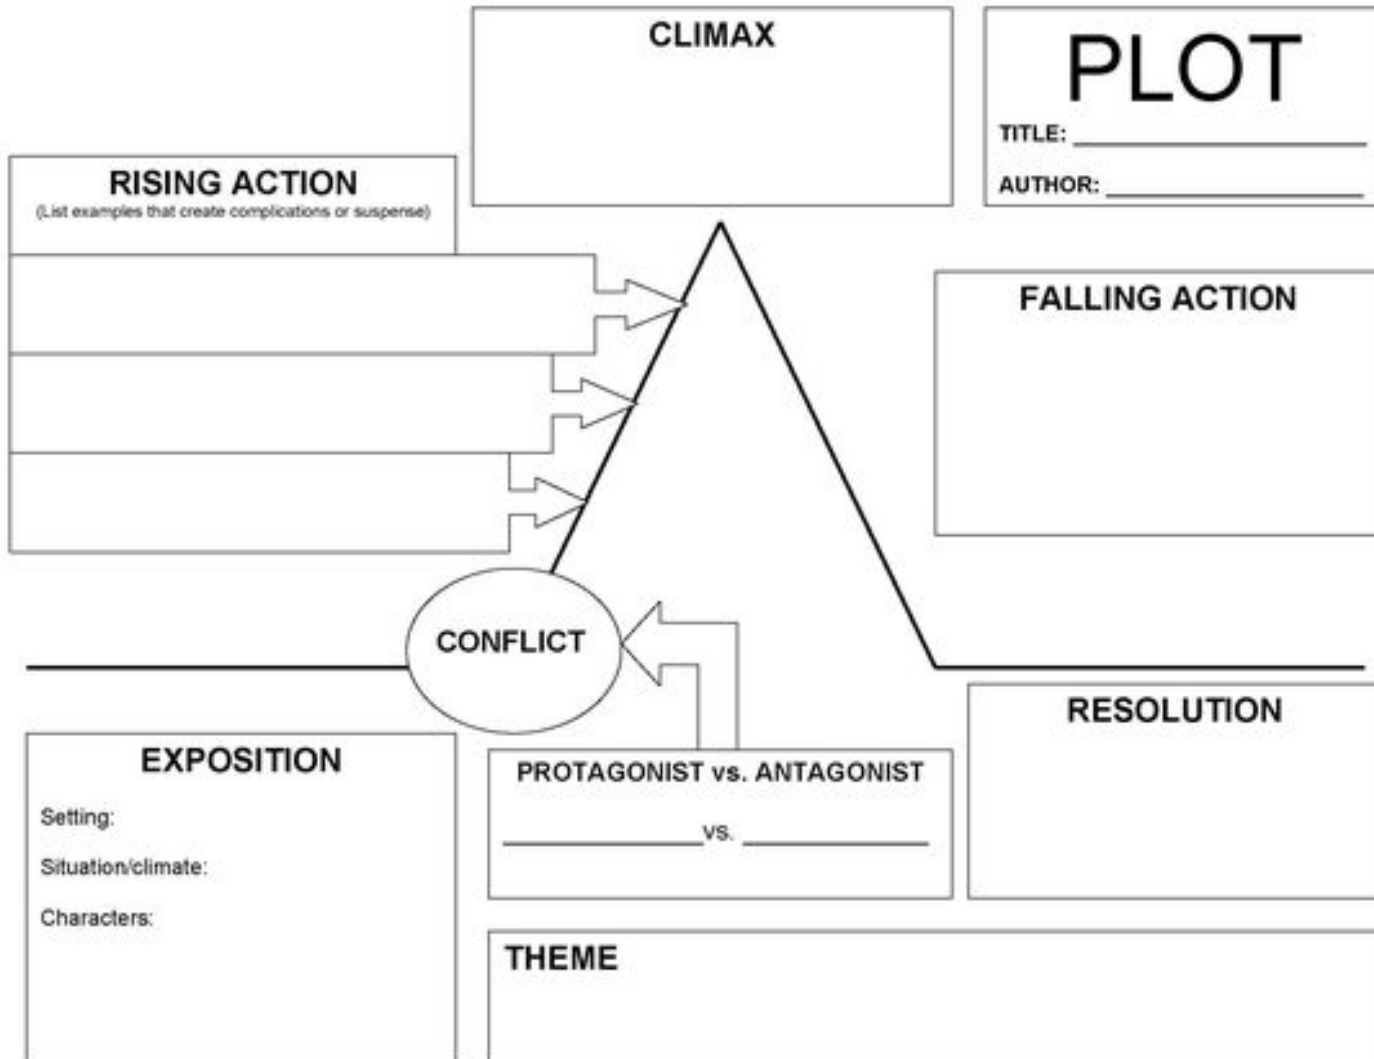 CLIMAX
PLOT
TITLE:
AUTHOR:
RISING ACTION
(List examples that create complications or suspense)
FALLING ACTION
CONFLICT
RESOLUTION
EXPOSITION
Setting:
Situation/climate:
Characters:
PROTAGONIST vs. ANTAGONIST
vs.
THEME